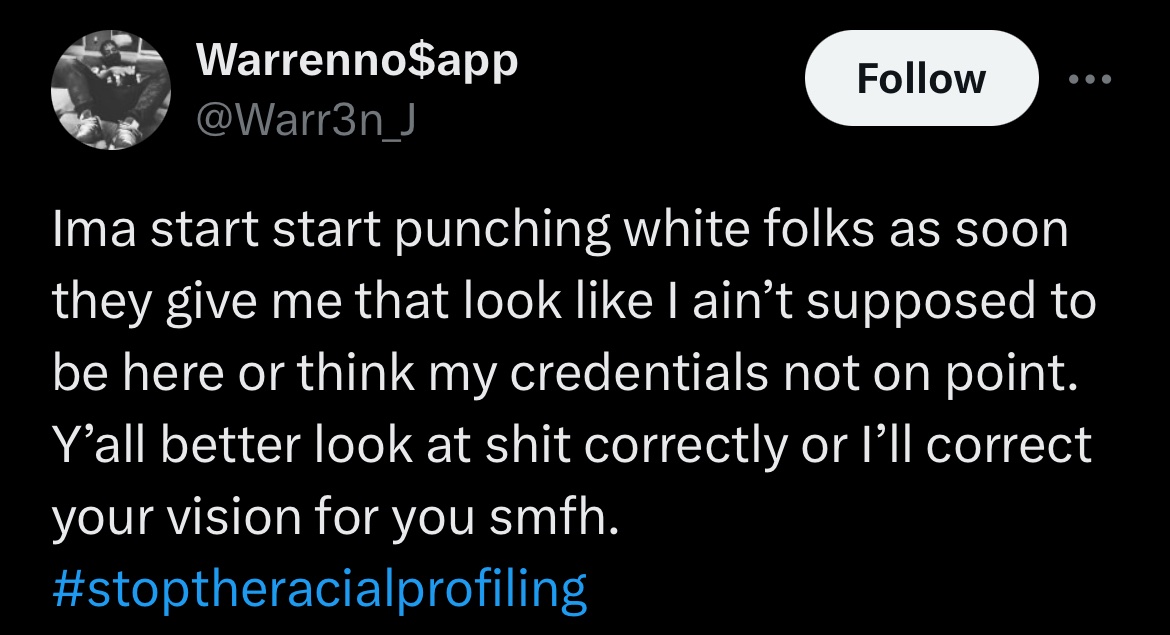 Warrenno$app
@Warr3n_J
Follow
Ima start start punching white folks as soon
they give me that look like I ain’t supposed to
be here or think my credentials not on point.
Y’all better look at shit correctly or I’ll correct
your vision for you smfh.
#stoptheracialprofiling